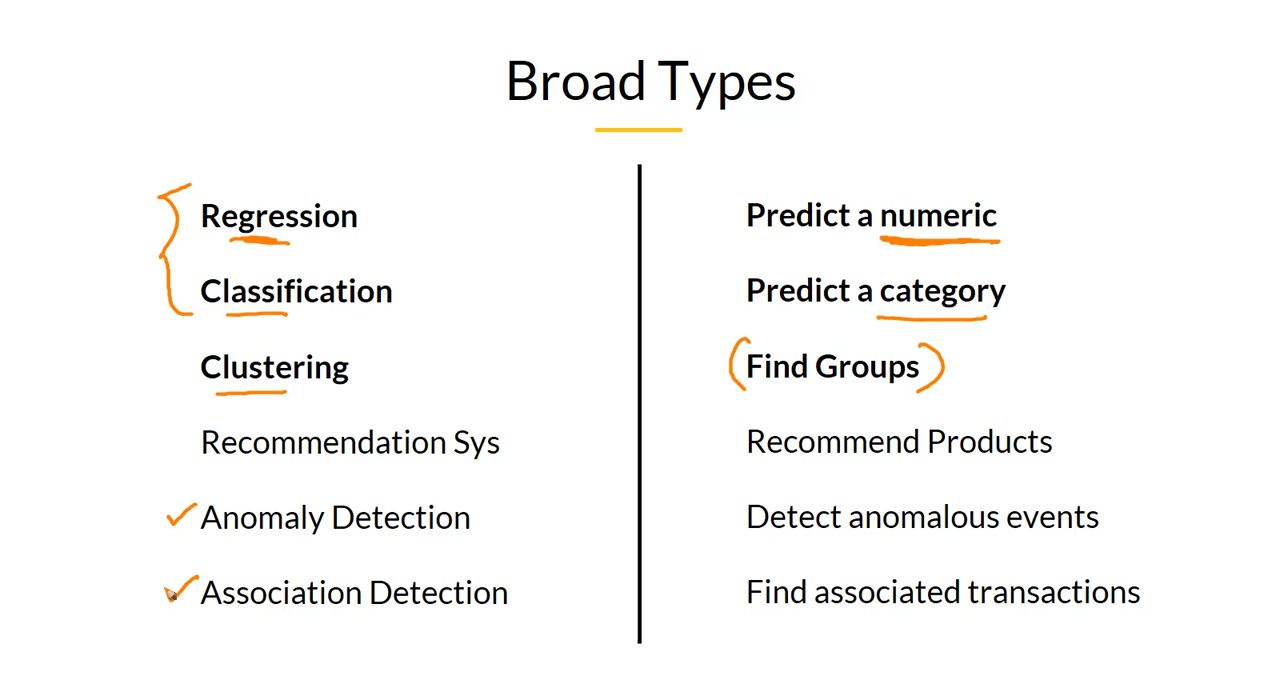 Broad Types
Regression
Predict a numeric
Classification
Predict a category
Clustering
Find Groups
Recommendation Sys
Recommend Products
Anomaly Detection
Detect anomalous events
Association Detection
Find associated transactions